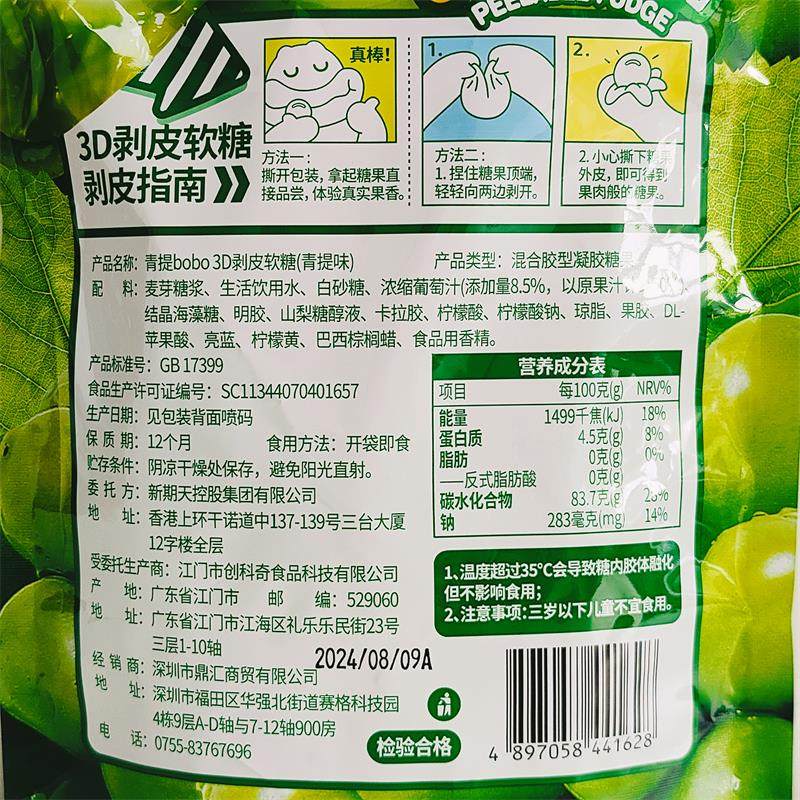 真棒!
1.
2.
3D剥皮软糖
剥皮指南
方法一：
撕开包装，拿起糖果直
接品尝，体验真实果香。
方法二：
1. 捏住糖果顶端，
轻轻向两边剥开。
2. 小心撕下糖果
外皮，即可得到
果肉般的糖果。
产品名称：青提bobo 3D剥皮软糖(青提味)
产品类型：混合胶型凝胶糖果
配 料：麦芽糖浆、生活饮用水、白砂糖、浓缩葡萄汁(添加量8.5%，以原果汁
结晶海藻糖、明胶、山梨糖醇液、卡拉胶、柠檬酸、柠檬酸钠、琼脂、果胶、DL-
苹果酸、亮蓝、柠檬黄、巴西棕榈蜡、食品用香精。
产品标准号：GB 17399
食品生产许可证编号：SC11344070401657
生产日期：见包装背面喷码
保 质 期：12个月 食用方法：开袋即食
贮存条件：阴凉干燥处保存，避免阳光直射。
委 托 方：新期天控股集团有限公司
地 址：香港上环干诺道中137-139号三台大厦
12字楼全层
受委托生产商：江门市创科奇食品科技有限公司
产 地：广东省江门市 邮 编：529060
地 址：广东省江门市江海区礼乐乐民街23号
三层1-10轴
2024/08/09A
经 销 商：深圳市鼎汇商贸有限公司
地 址：深圳市福田区华强北街道赛格科技园
4栋9层A-D轴与7-12轴900房
电 话：0755-83767696
营养成分表
项目 每100克(g) NRV%
能量 1499千焦(kJ) 18%
蛋白质 4.5克(g) 8%
脂肪 0克(g) 0%
——反式脂肪酸 0克(g)
碳水化合物 83.7克(g) 28%
钠 283毫克(mg) 14%
1、温度超过35℃会导致糖内胶体融化
但不影响食用；
2、注意事项：三岁以下儿童不宜食用。
检验合格
4 897058 441628